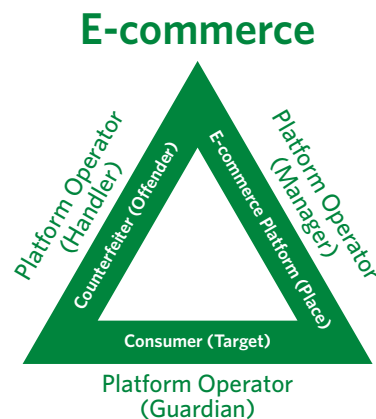 E-commerce
Platform Operator
(Handler)
Counterfeiter (Offender)
E-commerce Platform (Place)
Platform Operator
(Manager)
Consumer (Target)
Platform Operator
(Guardian)